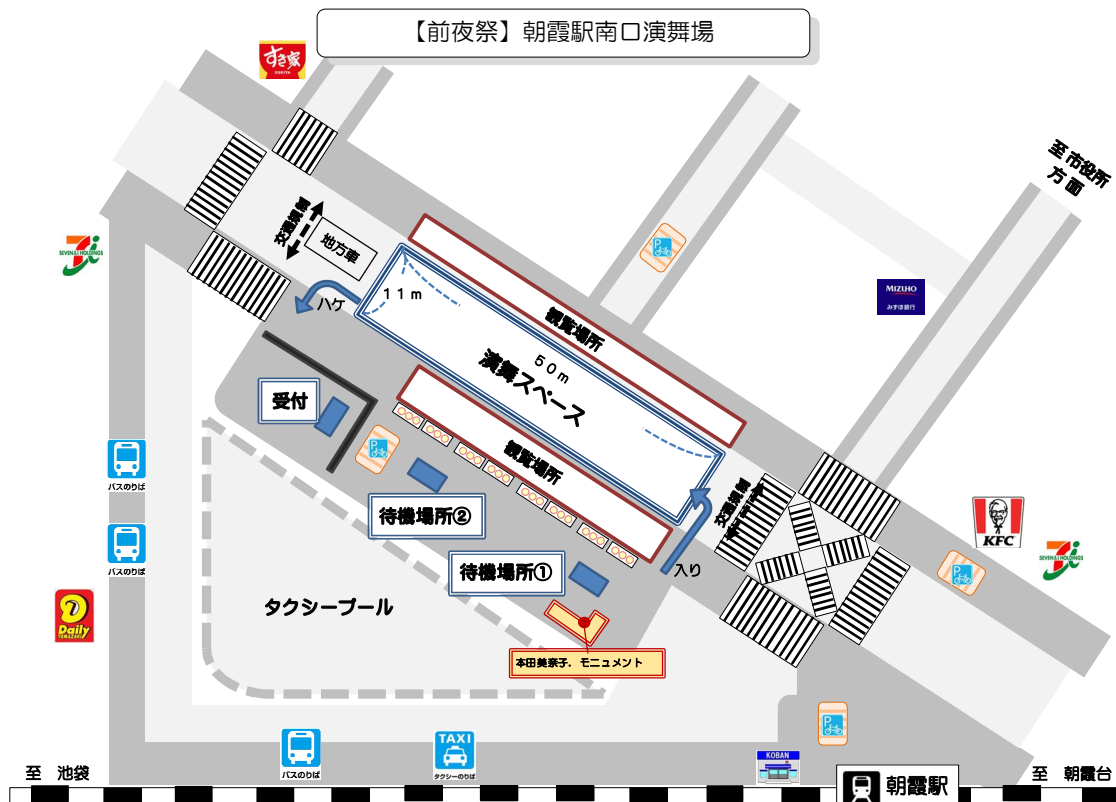 【前夜祭】朝霞駅南口演舞場
すき家
SUKIYA
至 市役所
方 面
交通規制
地方車
SEVEN & I HOLDINGS
P
MIZUHO
みずほ銀行
11m
ハケ
観覧場所
50m
演舞スペース
受付
P
観覧場所
バスのりば
待機場所②
交通規制
KFC
バスのりば
待機場所①
入り
SEVEN & I HOLDINGS
P
Daily
YAMAZAKI
タクシープール
本田美奈子．モニュメント
P
バスのりば
TAXI
タクシーのりば
KOBAN
至 池袋
朝霞駅
至 朝霞台